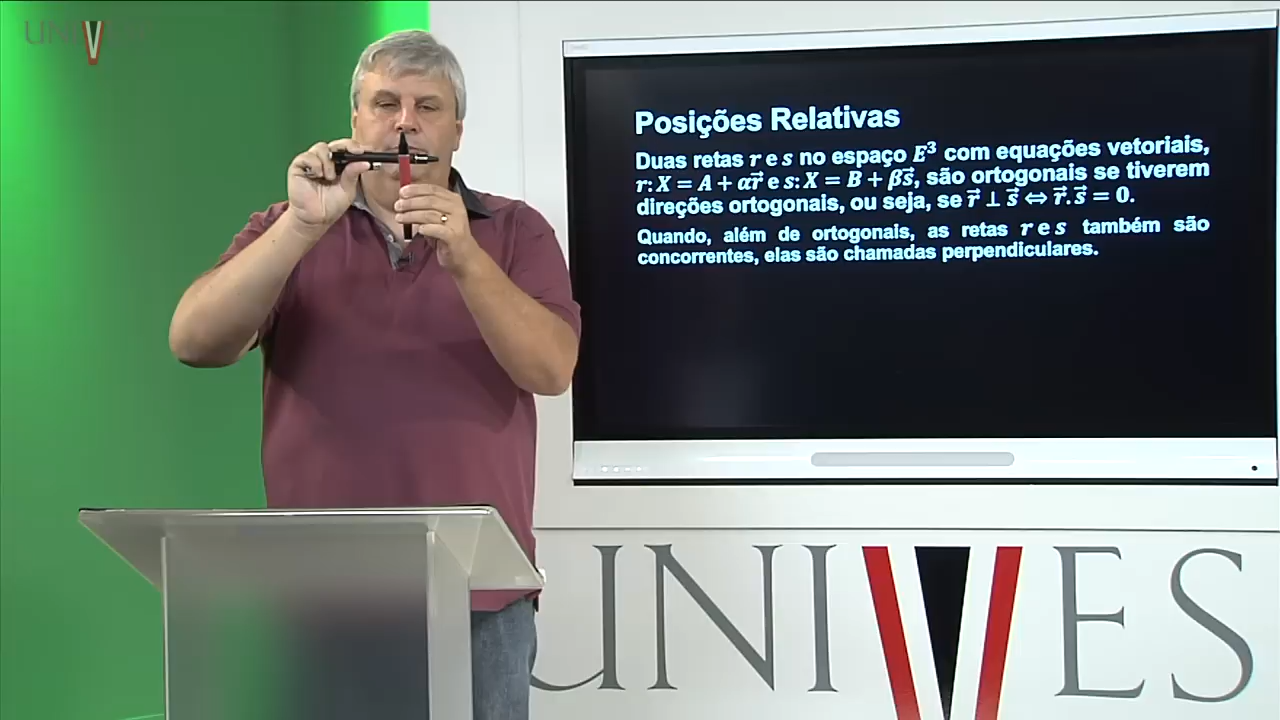 UNIVESP
Posições Relativas
Duas retas r e s no espaço E³ com equações vetoriais,
r: X = A + αr⃗ e s: X = B + βs⃗, são ortogonais se tiverem
direções ortogonais, ou seja, se r⃗ ⊥ s⃗ ⇔ r⃗.s⃗ = 0.
Quando, além de ortogonais, as retas r e s também são
concorrentes, elas são chamadas perpendiculares.
UNIVES